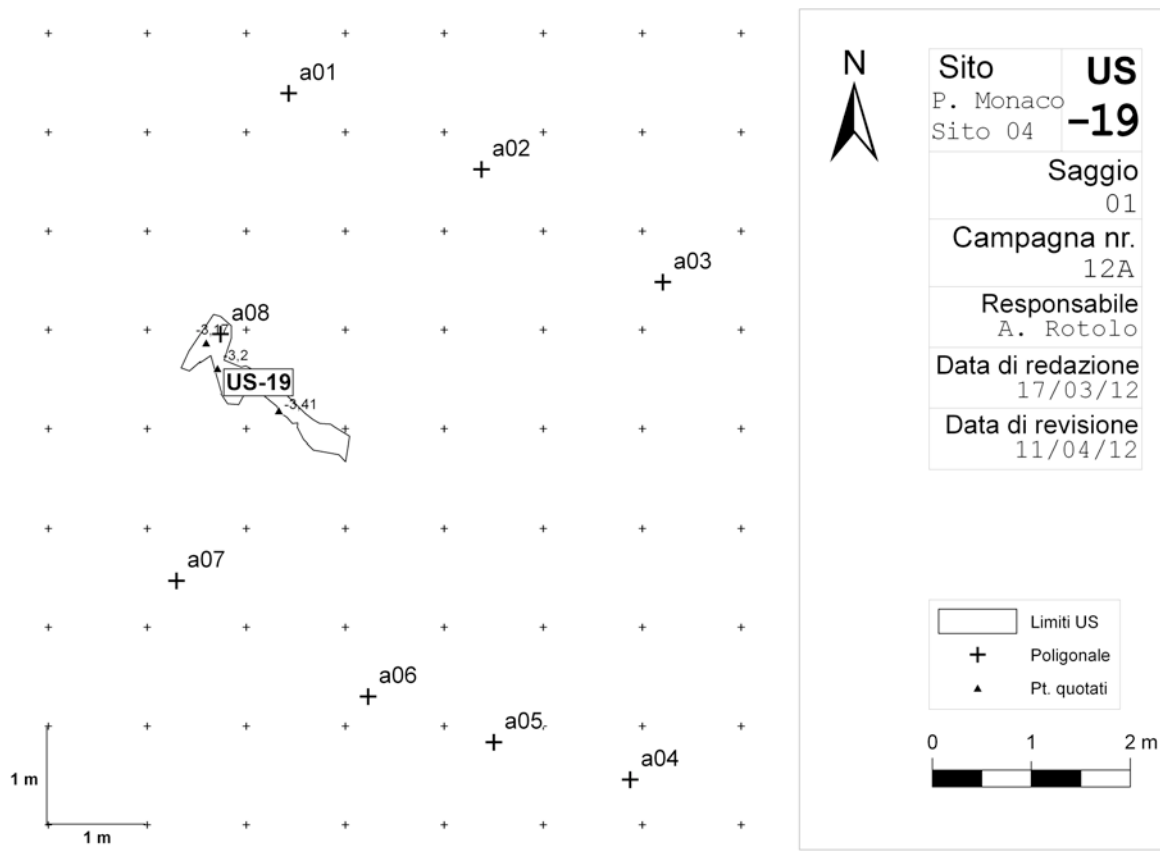 a01
a02
a03
a08
-3,17
-3,2
US-19
-3,41
a07
a06
a05
a04
1 m
1 m
N
Sito
P. Monaco
Sito 04
US
-19
Saggio
01
Campagna nr.
12A
Responsabile
A. Rotolo
Data di redazione
17/03/12
Data di revisione
11/04/12
Limiti US
Poligonale
Pt. quotati
0 1 2 m